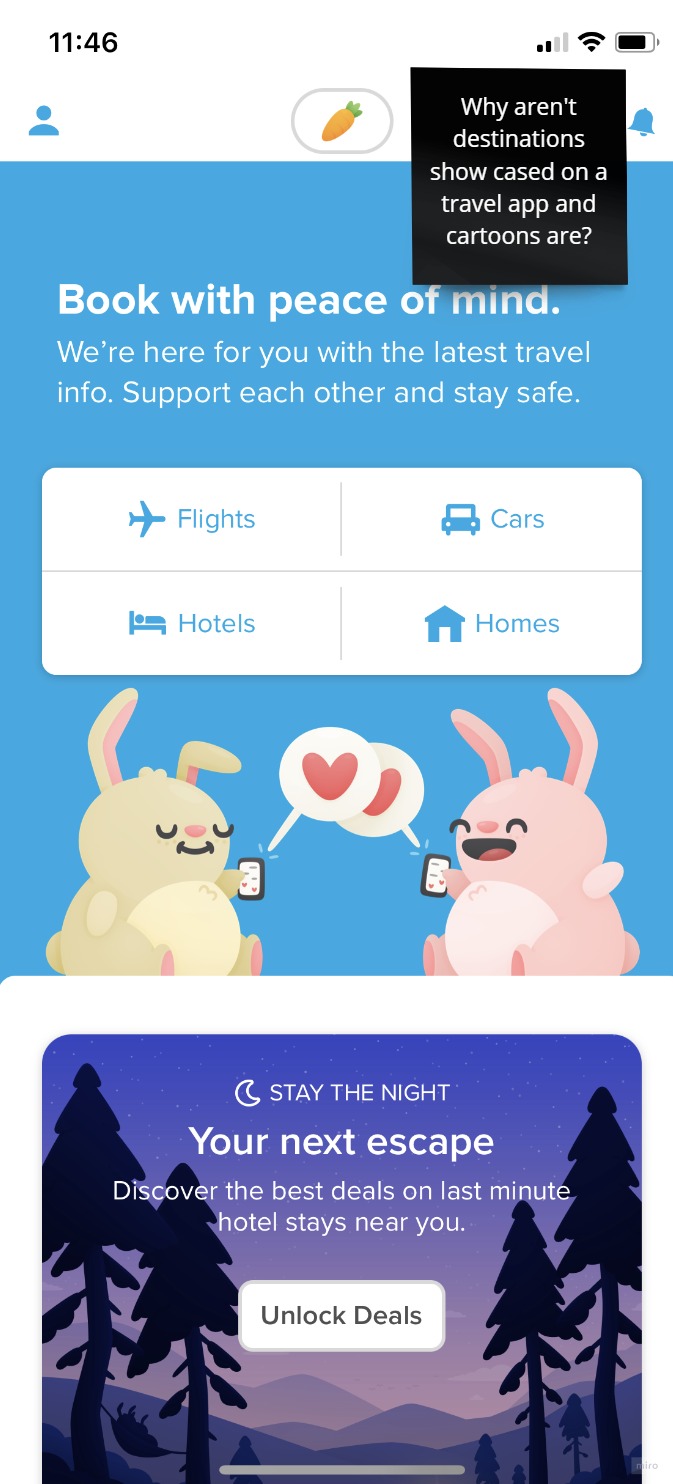 11:46
Why aren't
destinations
show cased on a
travel app and
cartoons are?
Book with peace of mind.
We're here for you with the latest travel
info. Support each other and stay safe.
Flights
Cars
Hotels
Homes
STAY THE NIGHT
Your next escape
Discover the best deals on last minute
hotel stays near you.
Unlock Deals
miro